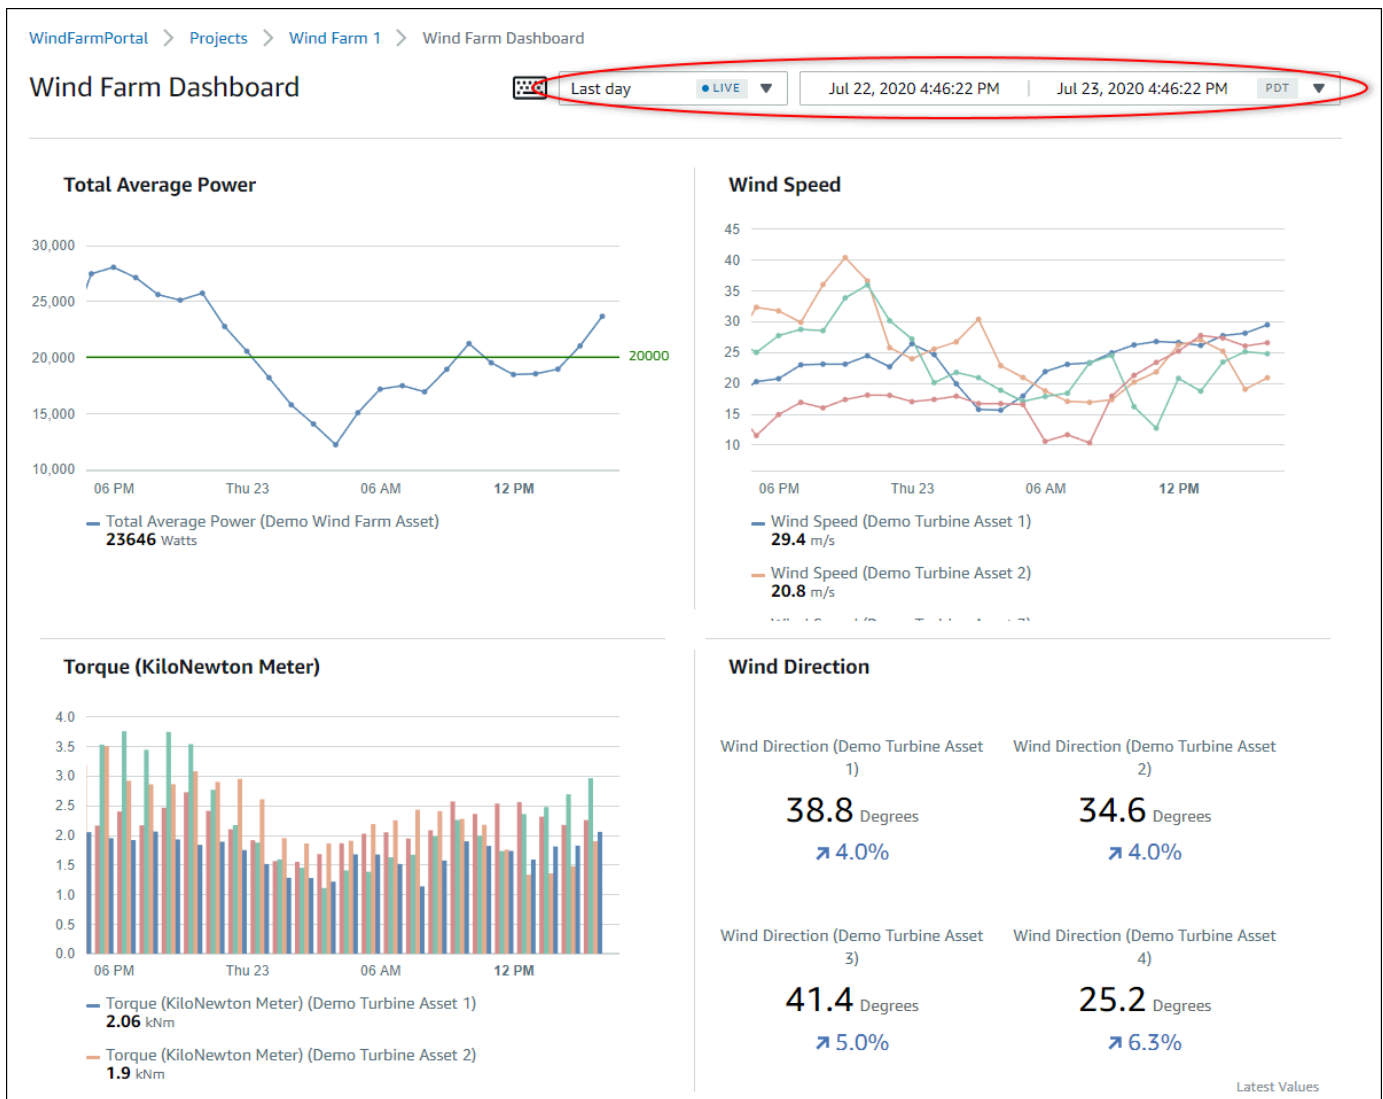 WindFarmPortal > Projects > Wind Farm 1 > Wind Farm Dashboard
Wind Farm Dashboard
Last day LIVE Jul 22, 2020 4:46:22 PM Jul 23, 2020 4:46:22 PM PDT
Total Average Power
30,000
25,000
20,000
15,000
10,000
20000
06 PM Thu 23 06 AM 12 PM
Total Average Power (Demo Wind Farm Asset)
23646 Watts
Wind Speed
45
40
35
30
25
20
15
10
06 PM Thu 23 06 AM 12 PM
Wind Speed (Demo Turbine Asset 1)
29.4 m/s
Wind Speed (Demo Turbine Asset 2)
20.8 m/s
Torque (KiloNewton Meter)
4.0
3.5
3.0
2.5
2.0
1.5
1.0
0.5
0.0
06 PM Thu 23 06 AM 12 PM
Torque (KiloNewton Meter) (Demo Turbine Asset 1)
2.06 kNm
Torque (KiloNewton Meter) (Demo Turbine Asset 2)
1.9 kNm
Wind Direction
Wind Direction (Demo Turbine Asset
1)
38.8 Degrees
4.0%
Wind Direction (Demo Turbine Asset
2)
34.6 Degrees
4.0%
Wind Direction (Demo Turbine Asset
3)
41.4 Degrees
5.0%
Wind Direction (Demo Turbine Asset
4)
25.2 Degrees
6.3%
Latest Values